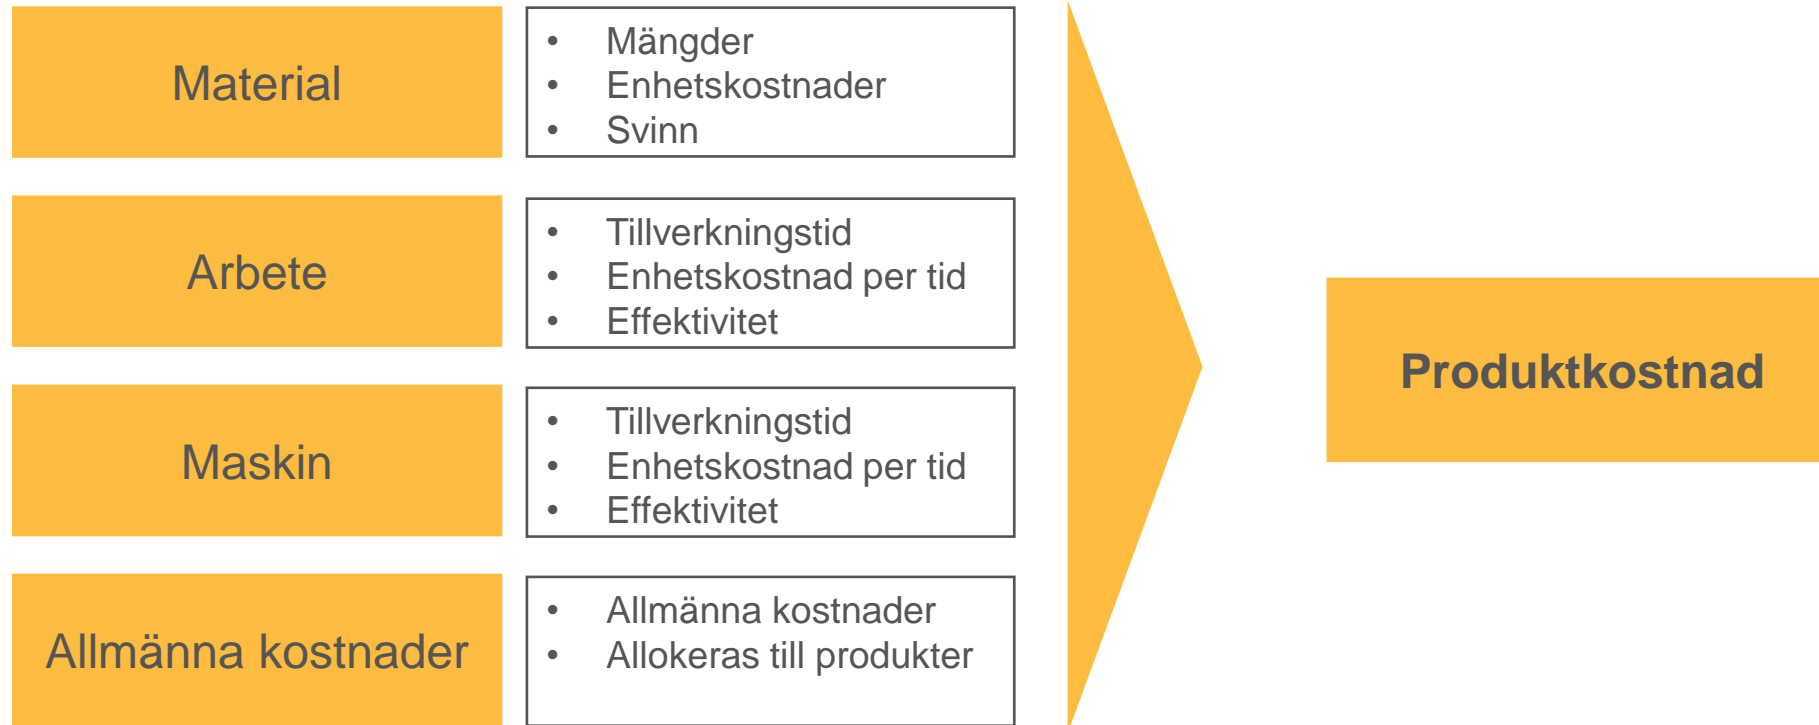 Material
• Mängder
• Enhetskostnader
• Svinn
Arbete
• Tillverkningstid
• Enhetskostnad per tid
• Effektivitet
Maskin
• Tillverkningstid
• Enhetskostnad per tid
• Effektivitet
Allmänna kostnader
• Allmänna kostnader
• Allokeras till produkter
Produktkostnad